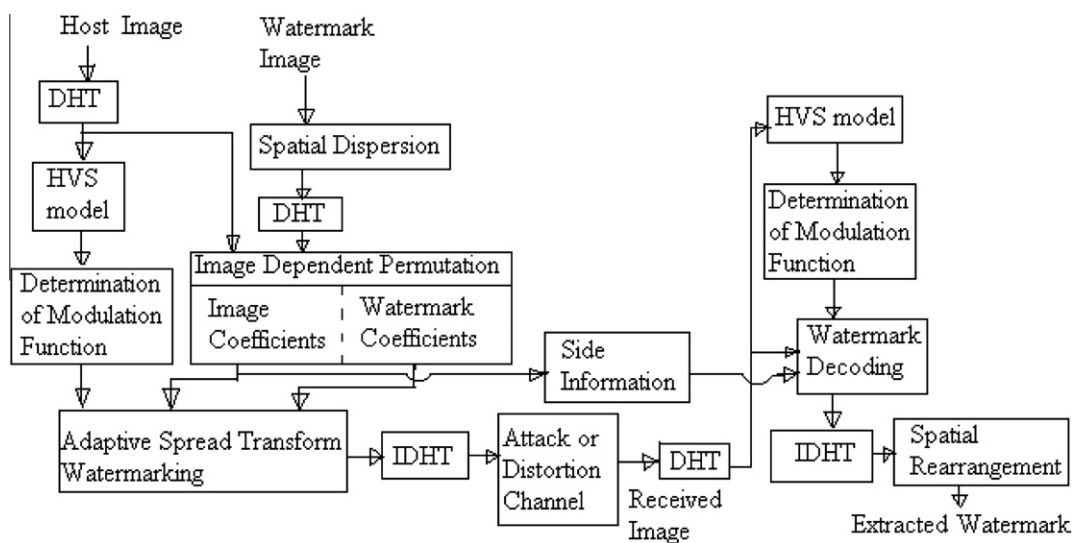 Host Image
Watermark
Image
DHT
Spatial Dispersion
HVS
model
DHT
Image Dependent Permutation
Image
Coefficients
Watermark
Coefficients
Determination
of Modulation
Function
Side
Information
Adaptive Spread Transform
Watermarking
IDHT
Attack or
Distortion
Channel
DHT
Received
Image
HVS model
Determination
of Modulation
Function
Watermark
Decoding
IDHT
Spatial
Rearrangement
Extracted Watermark